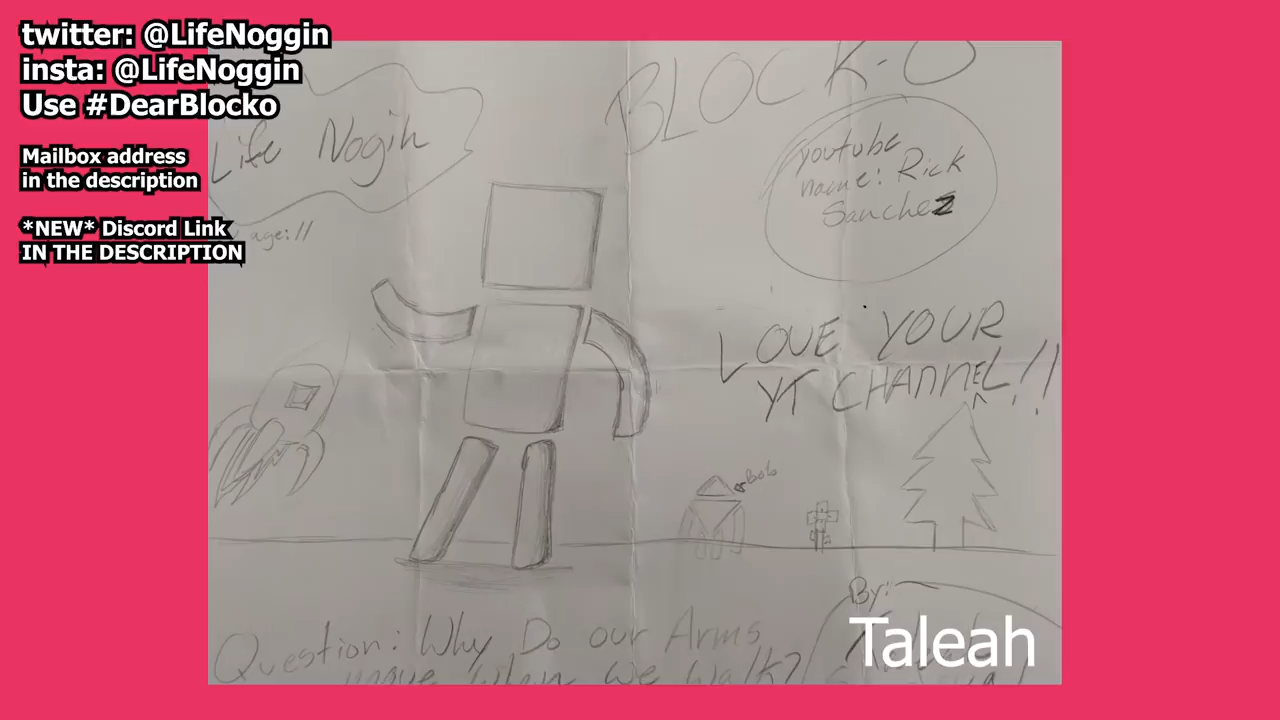 twitter: @LifeNoggin
insta: @LifeNoggin
Use #DearBlocko
Mailbox address
in the description
*NEW* Discord Link
IN THE DESCRIPTION
BLOCK-O
Life Nogin
age: 11
youtube
name: Rick
Sanchez
LOVE YOUR
YT CHANNEL!!
Bob
By:
Taleah
Question: Why Do our Arms
move when we walk?